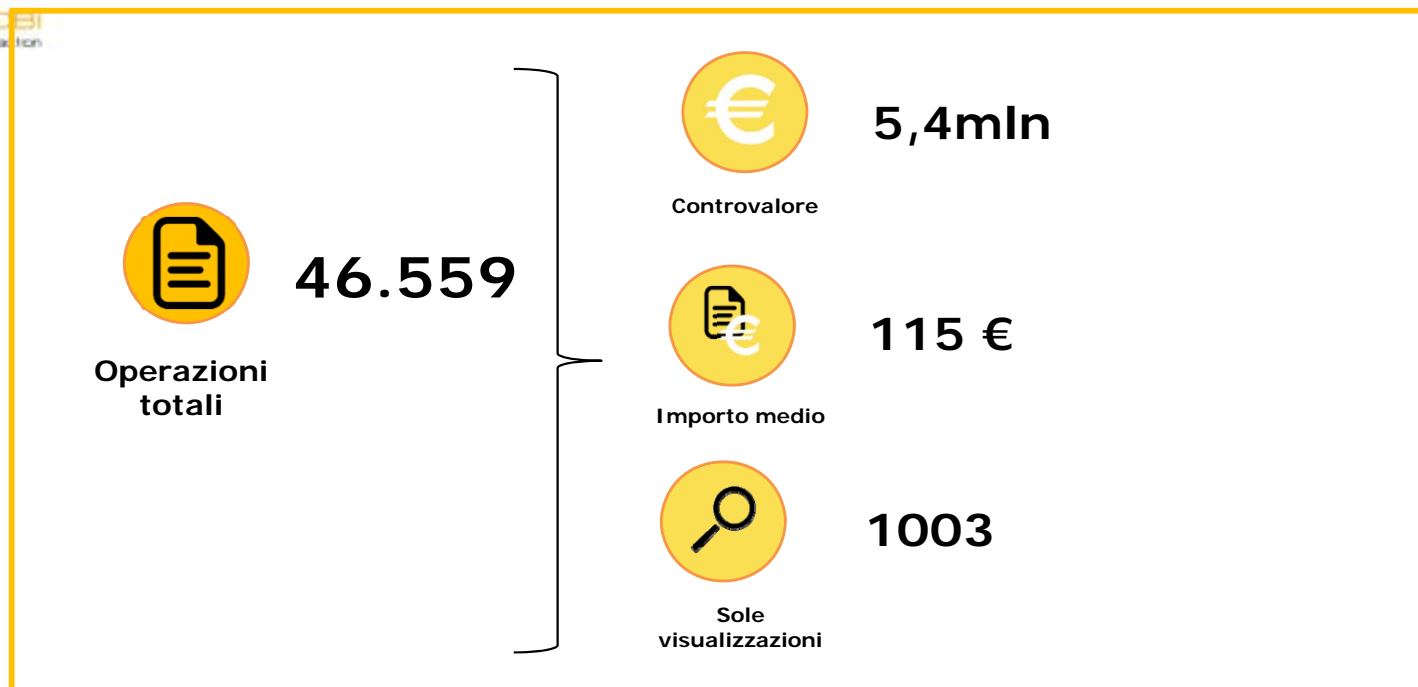 5,4mln
Controvalore
46.559
Operazioni
totali
115 €
Importo medio
1003
Sole
visualizzazioni